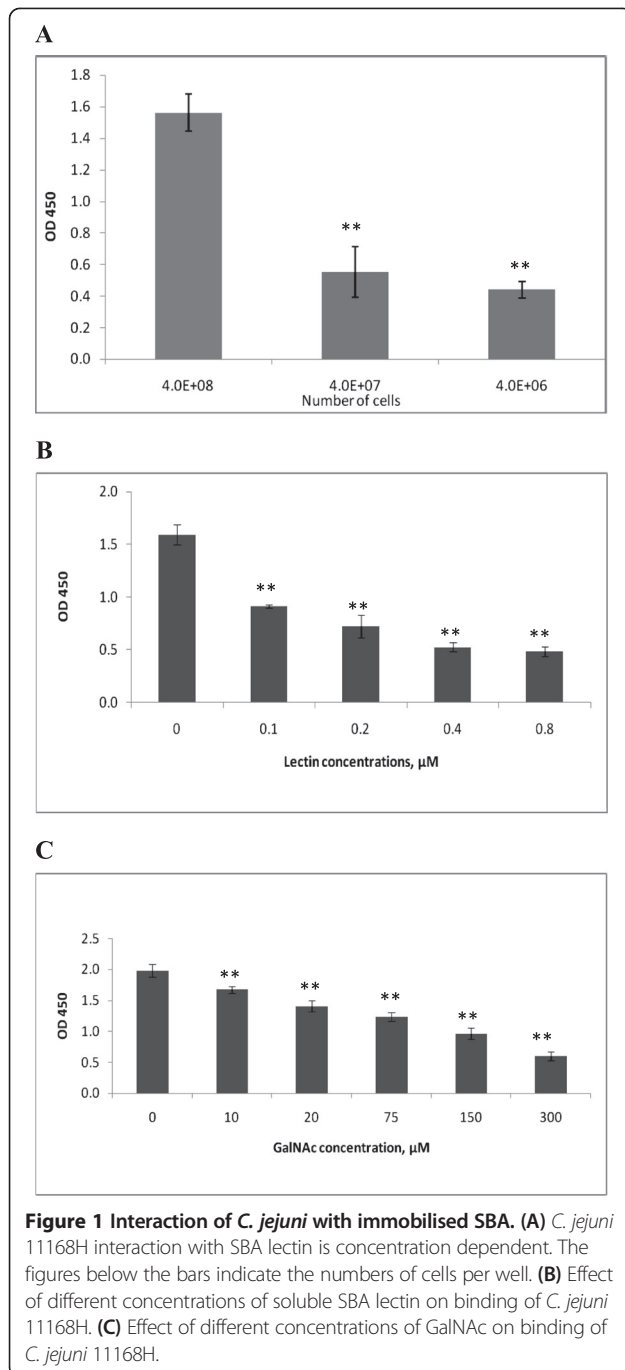 A
1.8
1.6
1.4
1.2
1.0
0.8
0.6
0.4
0.2
0.0
OD 450
**
**
4.0E+08 4.0E+07 4.0E+06
Number of cells
B
2.0
1.5
1.0
0.5
0.0
OD 450
**
**
**
**
0 0.1 0.2 0.4 0.8
Lectin concentrations, µM
C
2.5
2.0
1.5
1.0
0.5
0.0
OD 450
**
**
**
**
**
0 10 20 75 150 300
GalNAc concentration, µM
Figure 1 Interaction of C. jejuni with immobilised SBA. (A) C. jejuni
11168H interaction with SBA lectin is concentration dependent. The
figures below the bars indicate the numbers of cells per well. (B) Effect
of different concentrations of soluble SBA lectin on binding of C. jejuni
11168H. (C) Effect of different concentrations of GalNAc on binding of
C. jejuni 11168H.